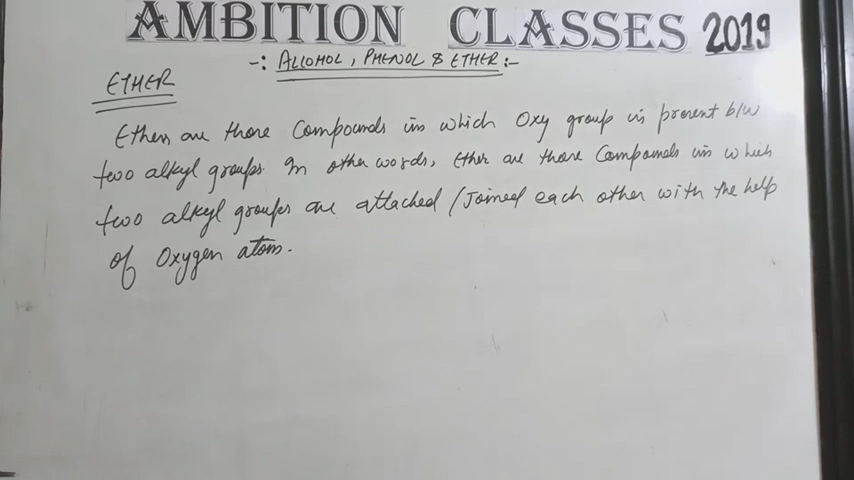 AMBITION CLASSES 2019
-: ALCOHOL, PHENOL & ETHER :-
ETHER
Ethers are those Compounds in which Oxy group is present b/w
two alkyl groups. In other words, Ether are those Compounds in which
two alkyl groups are attached / Joined each other with the help
of Oxygen atom.